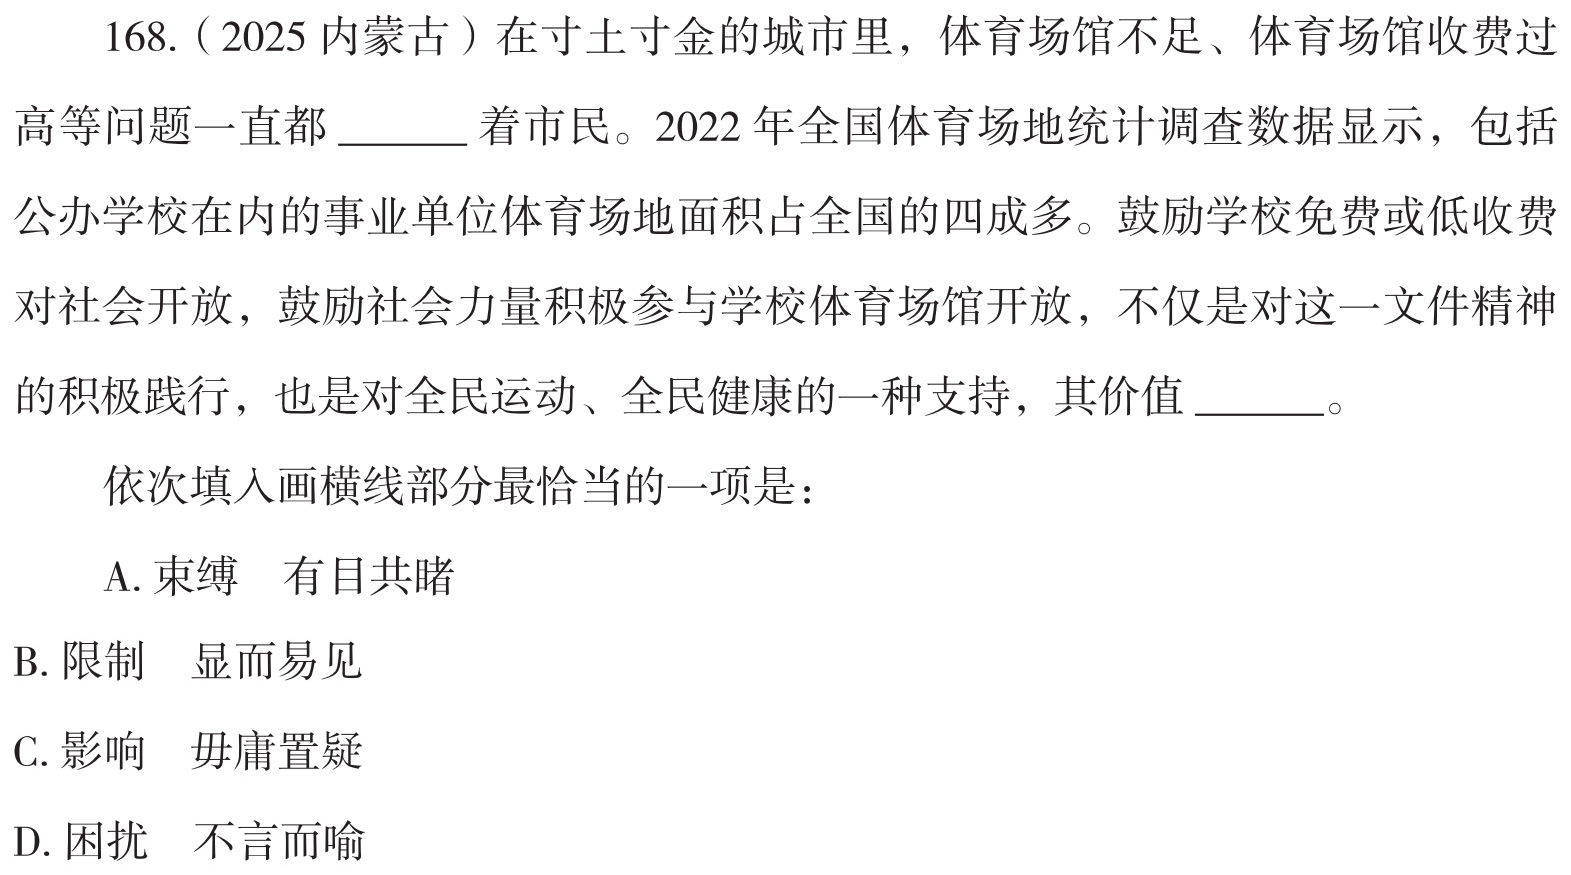 168.（2025 内蒙古）在寸土寸金的城市里，体育场馆不足、体育场馆收费过
高等问题一直都 ______ 着市民。2022 年全国体育场地统计调查数据显示，包括
公办学校在内的事业单位体育场地面积占全国的四成多。鼓励学校免费或低收费
对社会开放，鼓励社会力量积极参与学校体育场馆开放，不仅是对这一文件精神
的积极践行，也是对全民运动、全民健康的一种支持，其价值 ______。
依次填入画横线部分最恰当的一项是：
A. 束缚　有目共睹
B. 限制　显而易见
C. 影响　毋庸置疑
D. 困扰　不言而喻